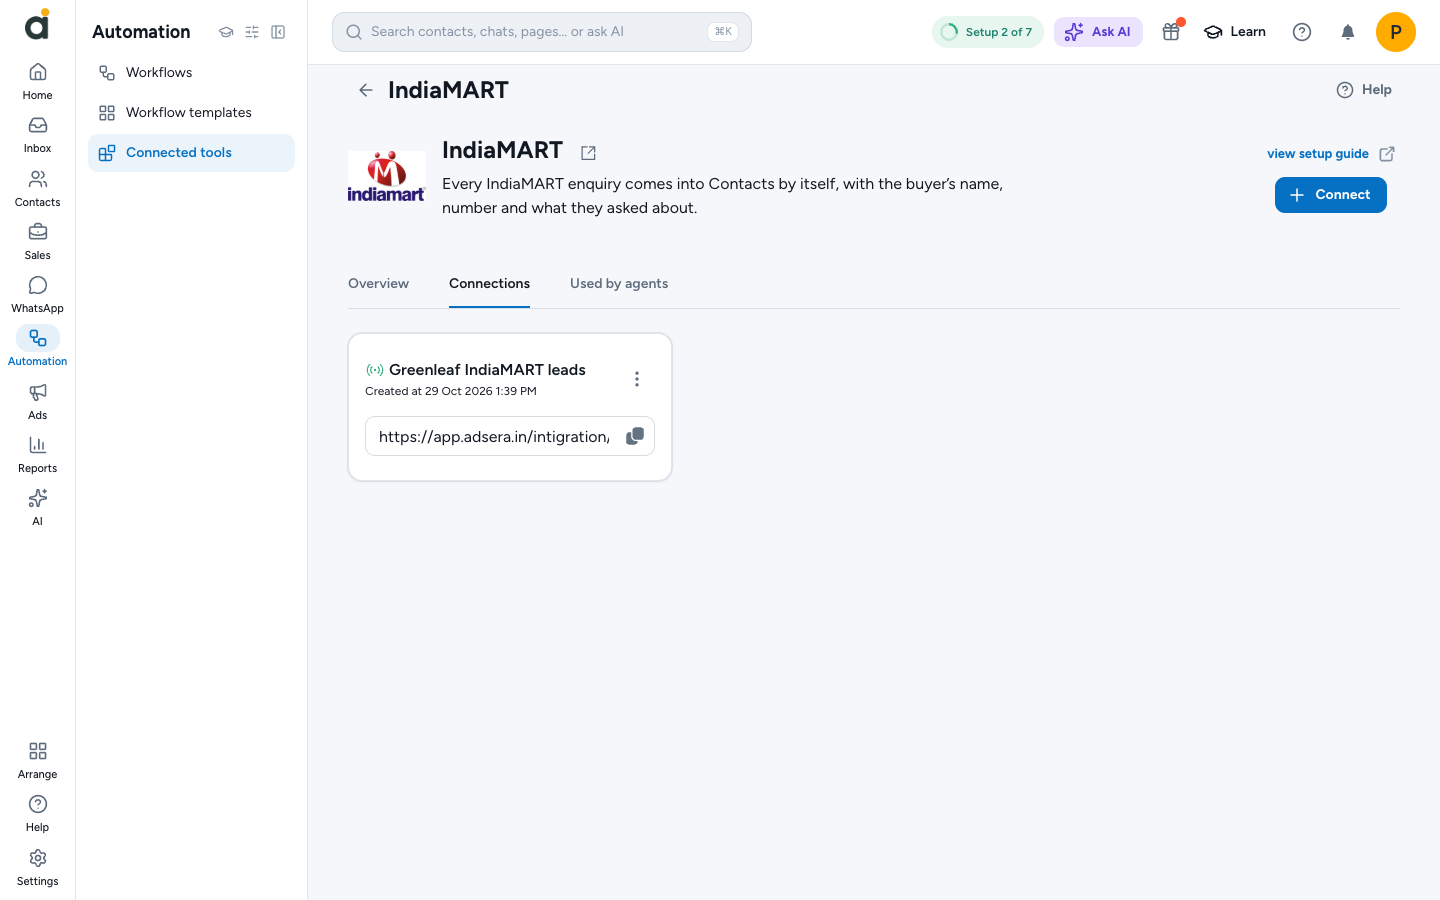 Automation
Search contacts, chats, pages... or ask AI
⌘K
Setup 2 of 7
Ask AI
Learn
P
Home
Inbox
Contacts
Sales
WhatsApp
Automation
Ads
Reports
AI
Arrange
Help
Settings
Workflows
Workflow templates
Connected tools
IndiaMART
Help
indiamart
IndiaMART
Every IndiaMART enquiry comes into Contacts by itself, with the buyer's name,
number and what they asked about.
view setup guide
Connect
Overview
Connections
Used by agents
Greenleaf IndiaMART leads
Created at 29 Oct 2026 1:39 PM
https://app.adsera.in/intigration/